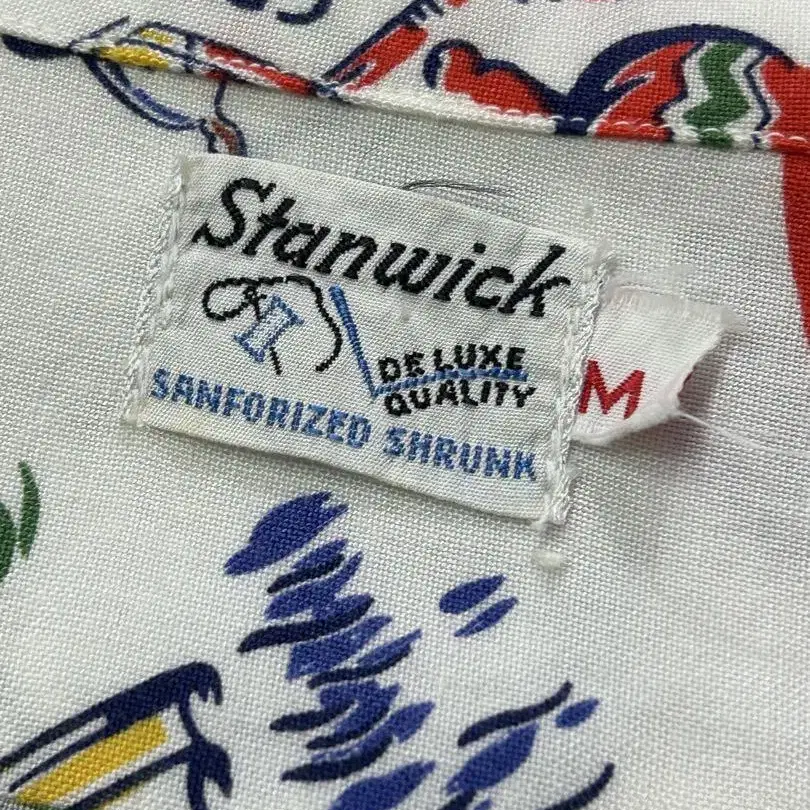 Stanwick
DE LUXE
QUALITY
SANFORIZED SHRUNK
M